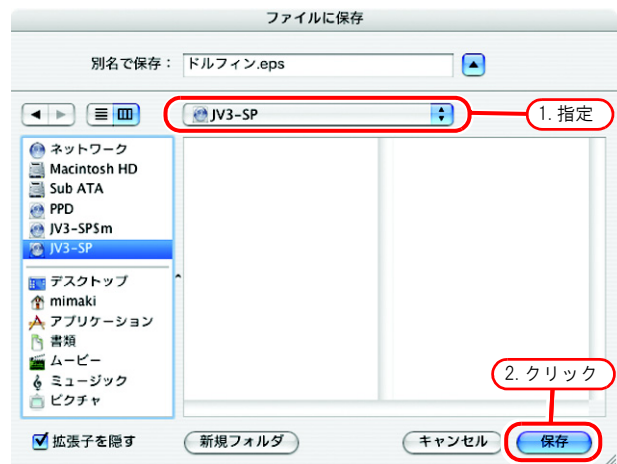 ファイルに保存
別名で保存：
ドルフィン.eps
JV3-SP
1. 指定
ネットワーク
Macintosh HD
Sub ATA
PPD
JV3-SP$m
JV3-SP
デスクトップ
mimaki
アプリケーション
書類
ムービー
ミュージック
ピクチャ
2. クリック
拡張子を隠す
新規フォルダ
キャンセル
保存